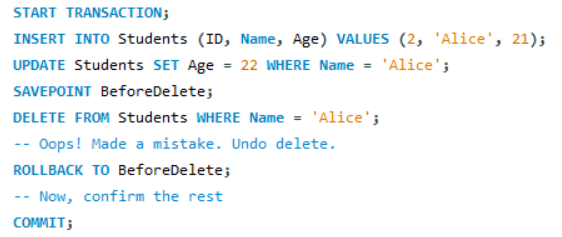 START TRANSACTION;
INSERT INTO Students (ID, Name, Age) VALUES (2, 'Alice', 21);
UPDATE Students SET Age = 22 WHERE Name = 'Alice';
SAVEPOINT BeforeDelete;
DELETE FROM Students WHERE Name = 'Alice';
-- Oops! Made a mistake. Undo delete.
ROLLBACK TO BeforeDelete;
-- Now, confirm the rest
COMMIT;